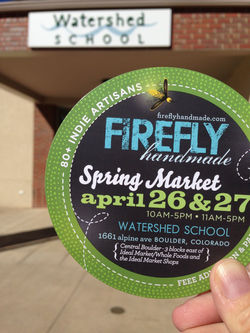 Watershed
SCHOOL
80+ INDIE ARTISANS
fireflyhandmade.com
FIREFLY
handmade
Spring Market
april 26 & 27
10AM-5PM • 11AM-5PM
WATERSHED SCHOOL
1661 alpine ave BOULDER, COLORADO
Central Boulder - 3 blocks east of
Ideal Market/Whole Foods and
the Ideal Market Shops